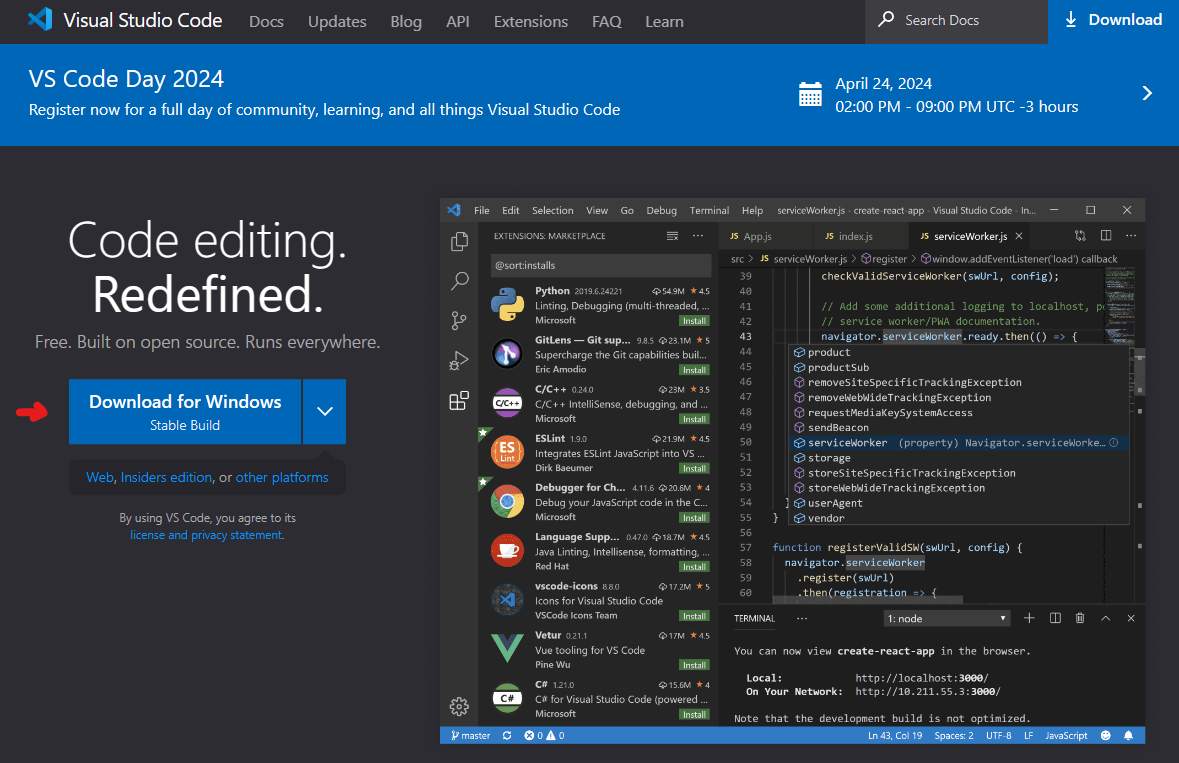 Visual Studio Code Docs Updates Blog API Extensions FAQ Learn Search Docs Download
VS Code Day 2024
Register now for a full day of community, learning, and all things Visual Studio Code
April 24, 2024
02:00 PM - 09:00 PM UTC -3 hours
Code editing.
Redefined.
Free. Built on open source. Runs everywhere.
Download for Windows
Stable Build
Web, Insiders edition, or other platforms
By using VS Code, you agree to its
license and privacy statement.
File Edit Selection View Go Debug Terminal Help serviceWorker.js - create-react-app - Visual Studio Code - In...
EXTENSIONS: MARKETPLACE
@sort:installs
Python 2019.6.24221 54.9M 4.5
Linting, Debugging (multi-threaded, ...
Microsoft Install
GitLens — Git sup... 9.8.5 23.1M 5
Supercharge the Git capabilities buil...
Eric Amodio Install
C/C++
C/C++ 0.24.0 23M 3.5
C/C++ IntelliSense, debugging, and ...
Microsoft Install
ES
Lint
ESLint 1.9.0 21.9M 4.5
Integrates ESLint JavaScript into VS ...
Dirk Baeumer Install
Debugger for Ch... 4.11.6 20.6M 4
Debug your JavaScript code in the C...
Microsoft Install
Language Supp... 0.47.0 18.7M 4.5
Java Linting, Intellisense, formatting, ...
Red Hat Install
vscode-icons 8.8.0 17.2M 5
Icons for Visual Studio Code
VSCode Icons Team Install
Vetur 0.21.1 17M 4.5
Vue tooling for VS Code
Pine Wu Install
C#
C# 1.21.0 15.6M 4
C# for Visual Studio Code (powered ...
Microsoft Install
JS App.js JS index.js JS serviceWorker.js
src > JS serviceWorker.js > register > window.addEventListener('load') callback
39 checkValidServiceWorker(swUrl, config);
40
41 // Add some additional logging to localhost, p
42 // service worker/PWA documentation.
43 navigator.serviceWorker.ready.then(() => {
44 product
45 productSub
46 removeSiteSpecificTrackingException
47 removeWebWideTrackingException
48 requestMediaKeySystemAccess
49 sendBeacon
50 serviceWorker (property) Navigator.serviceWorke...
51 storage
52 storeSiteSpecificTrackingException
53 storeWebWideTrackingException
54 } userAgent
55 } vendor
56
57 function registerValidSW(swUrl, config) {
58 navigator.serviceWorker
59 .register(swUrl)
60 .then(registration => {
TERMINAL ... 1: node
You can now view create-react-app in the browser.
Local: http://localhost:3000/
On Your Network: http://10.211.55.3:3000/
Note that the development build is not optimized.
master 0 0 Ln 43, Col 19 Spaces: 2 UTF-8 LF JavaScript